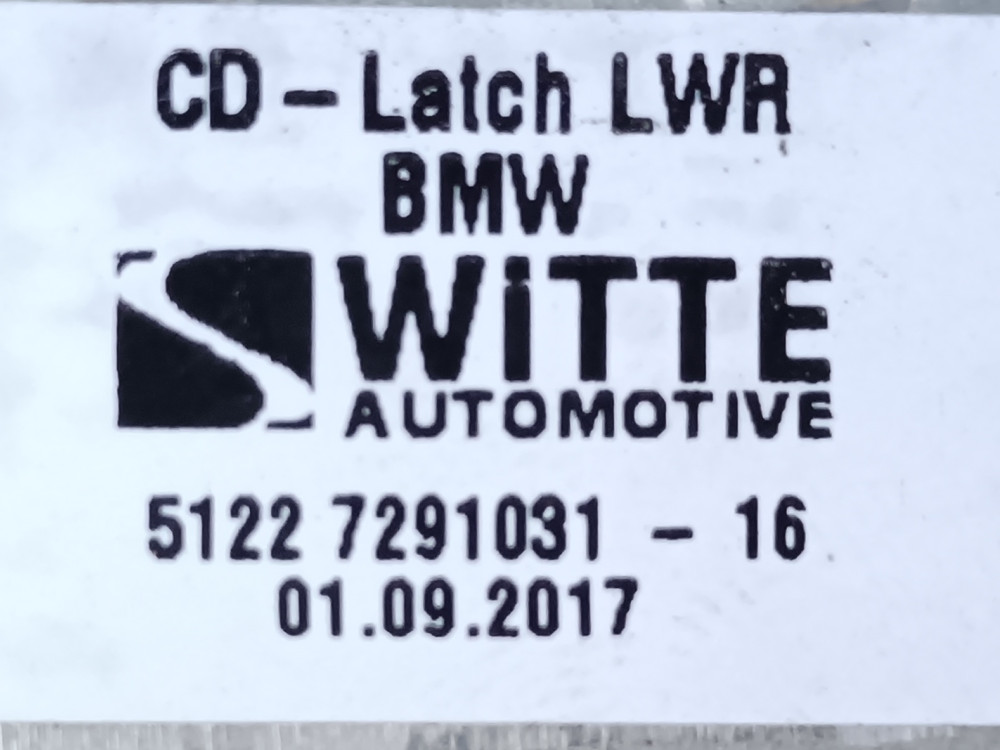 CD - Latch LWR
BMW
WiTTE
AUTOMOTIVE
5122 7291031 - 16
01.09.2017